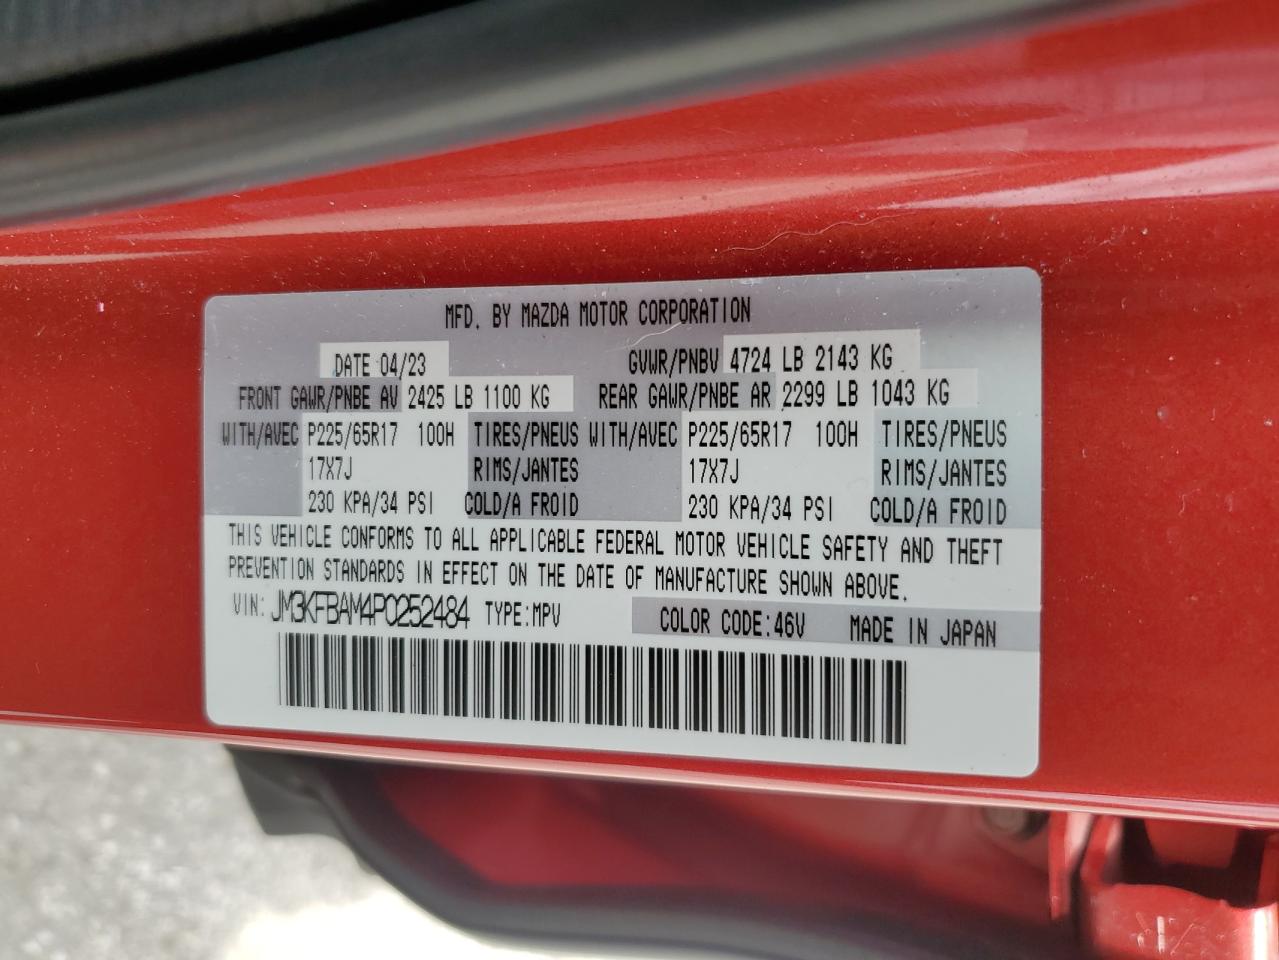 MFD. BY MAZDA MOTOR CORPORATION
DATE 04/23 GVWR/PNBV 4724 LB 2143 KG
FRONT GAWR/PNBE AV 2425 LB 1100 KG REAR GAWR/PNBE AR 2299 LB 1043 KG
WITH/AVEC P225/65R17 100H TIRES/PNEUS WITH/AVEC P225/65R17 100H TIRES/PNEUS
17X7J RIMS/JANTES 17X7J RIMS/JANTES
230 KPA/34 PSI COLD/A FROID 230 KPA/34 PSI COLD/A FROID
THIS VEHICLE CONFORMS TO ALL APPLICABLE FEDERAL MOTOR VEHICLE SAFETY AND THEFT
PREVENTION STANDARDS IN EFFECT ON THE DATE OF MANUFACTURE SHOWN ABOVE.
VIN: JM3KFBAM4P0252484 TYPE:MPV COLOR CODE:46V MADE IN JAPAN